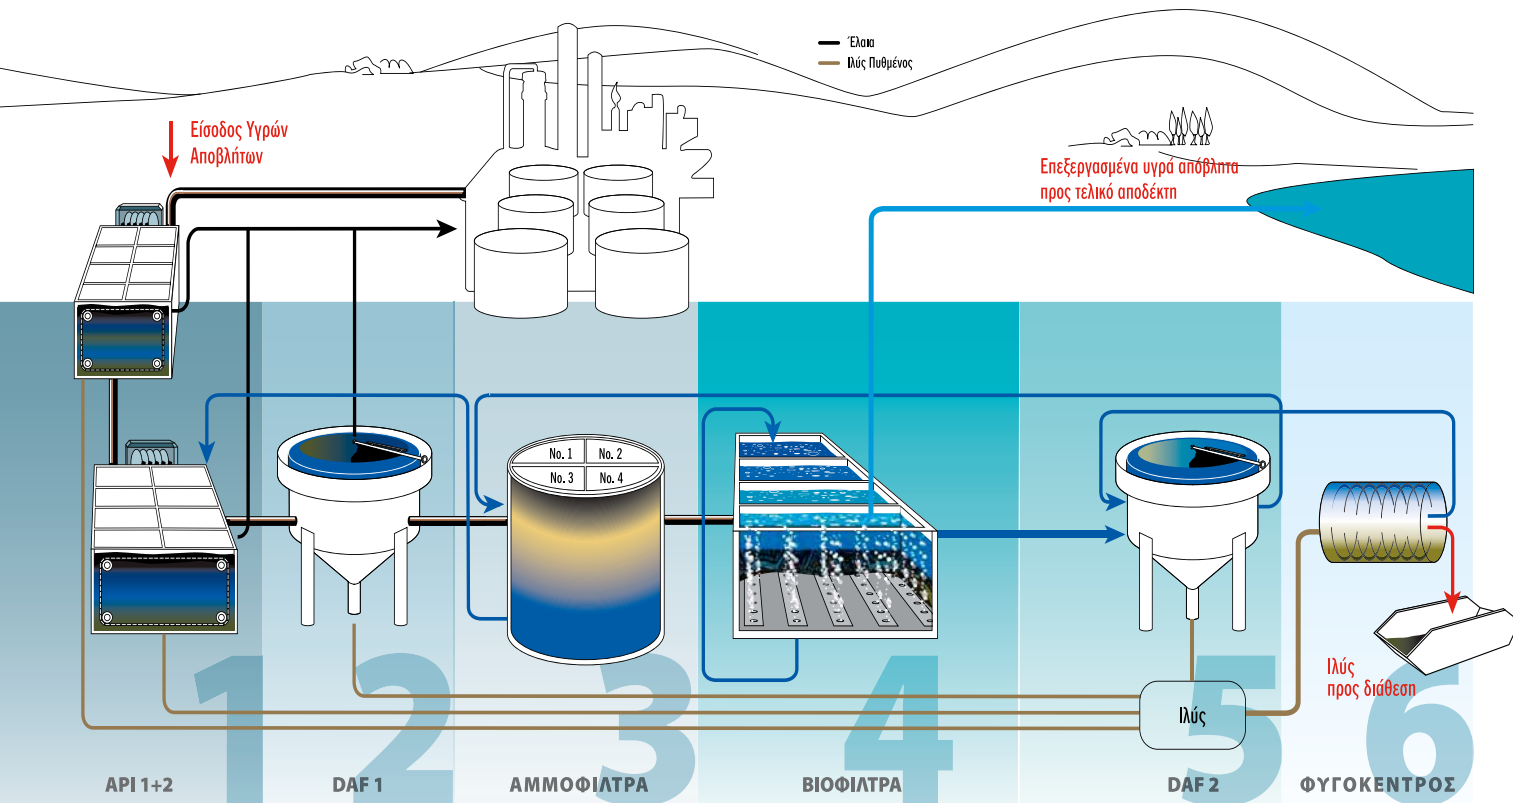 Έλαια
Ιλύς Πυθμένος
Είσοδος Υγρών
Αποβλήτων
Επεξεργασμένα υγρά απόβλητα
προς τελικό αποδέκτη
No. 1 No. 2
No. 3 No. 4
Ιλύς
Ιλύς
προς διάθεση
1 2 3 4 5 6
API 1+2 DAF 1 ΑΜΜΟΦΙΛΤΡΑ ΒΙΟΦΙΛΤΡΑ DAF 2 ΦΥΓΟΚΕΝΤΡΟΣ